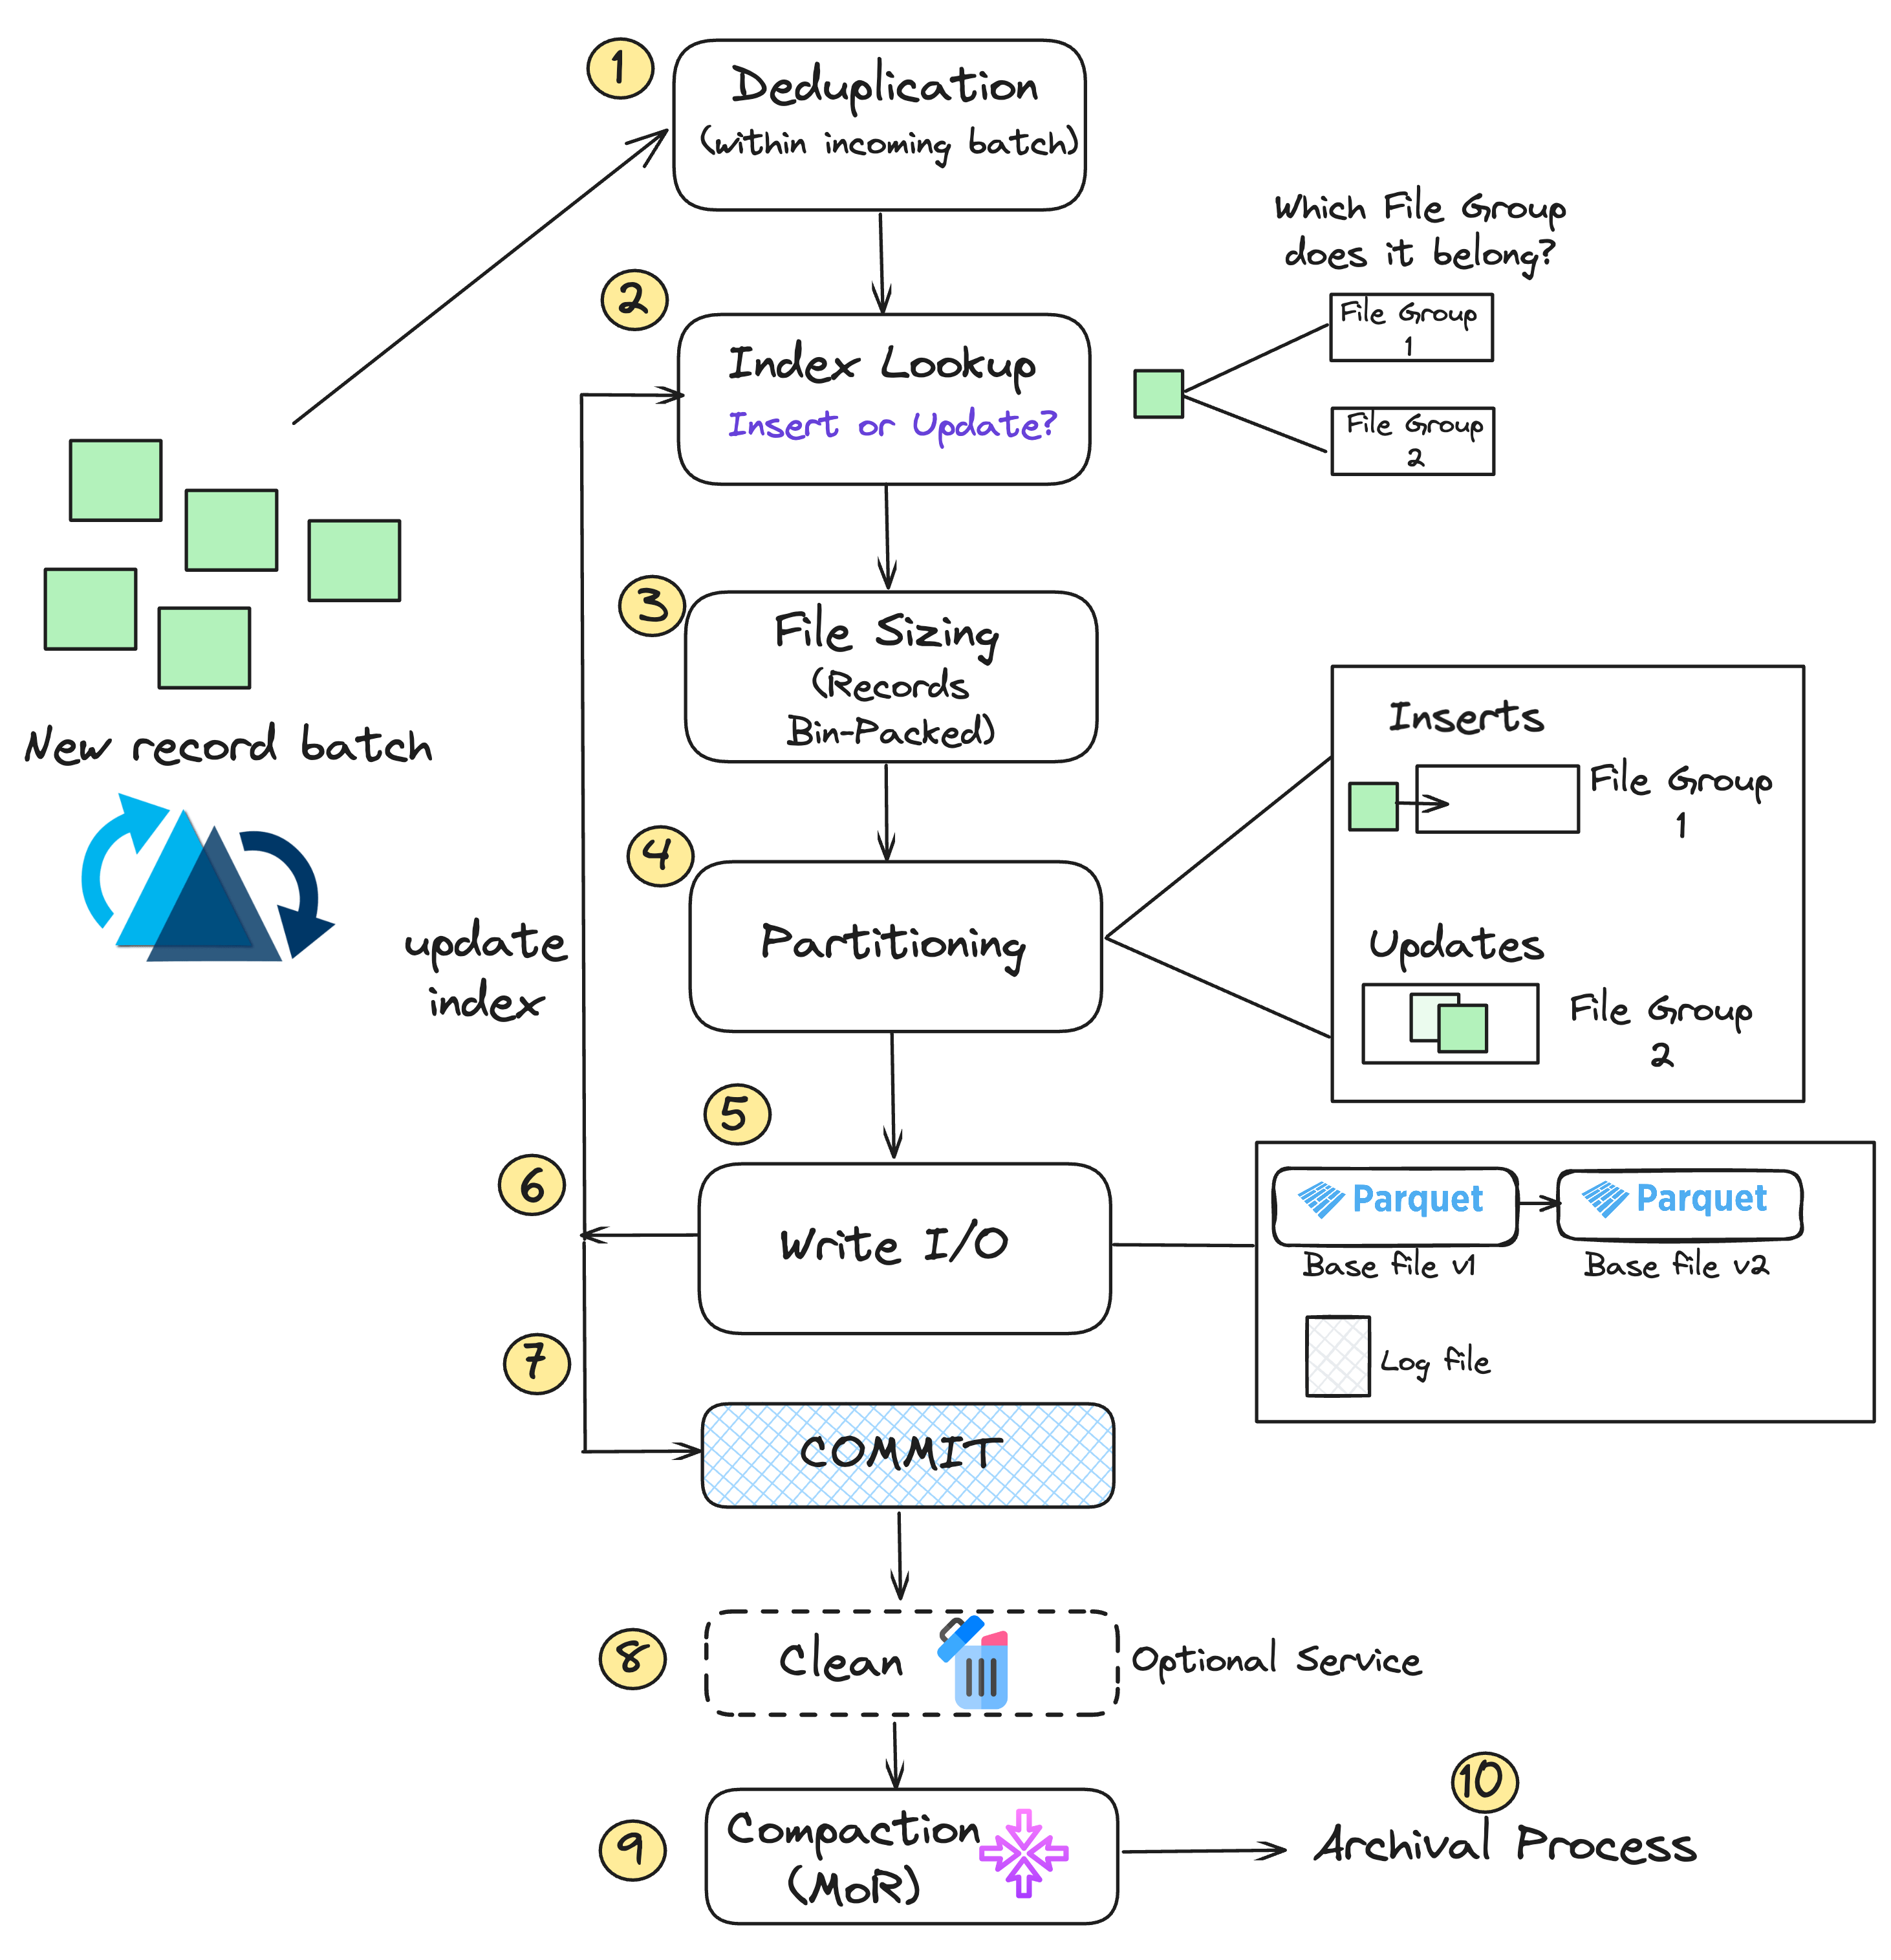 1
Deduplication
(within incoming batch)
Which File Group
does it belong?
2
Index Lookup
Insert or Update?
File Group
1
File Group
2
New record batch
3
File Sizing
(Records
Bin-Packed)
4
Partitioning
Inserts
File Group
1
Updates
File Group
2
update
index
5
Write I/O
Parquet
Base file v1
Parquet
Base file v2
Log file
6
7
COMMIT
8
Clean
Optional Service
9
Compaction
(MoR)
10
Archival Process